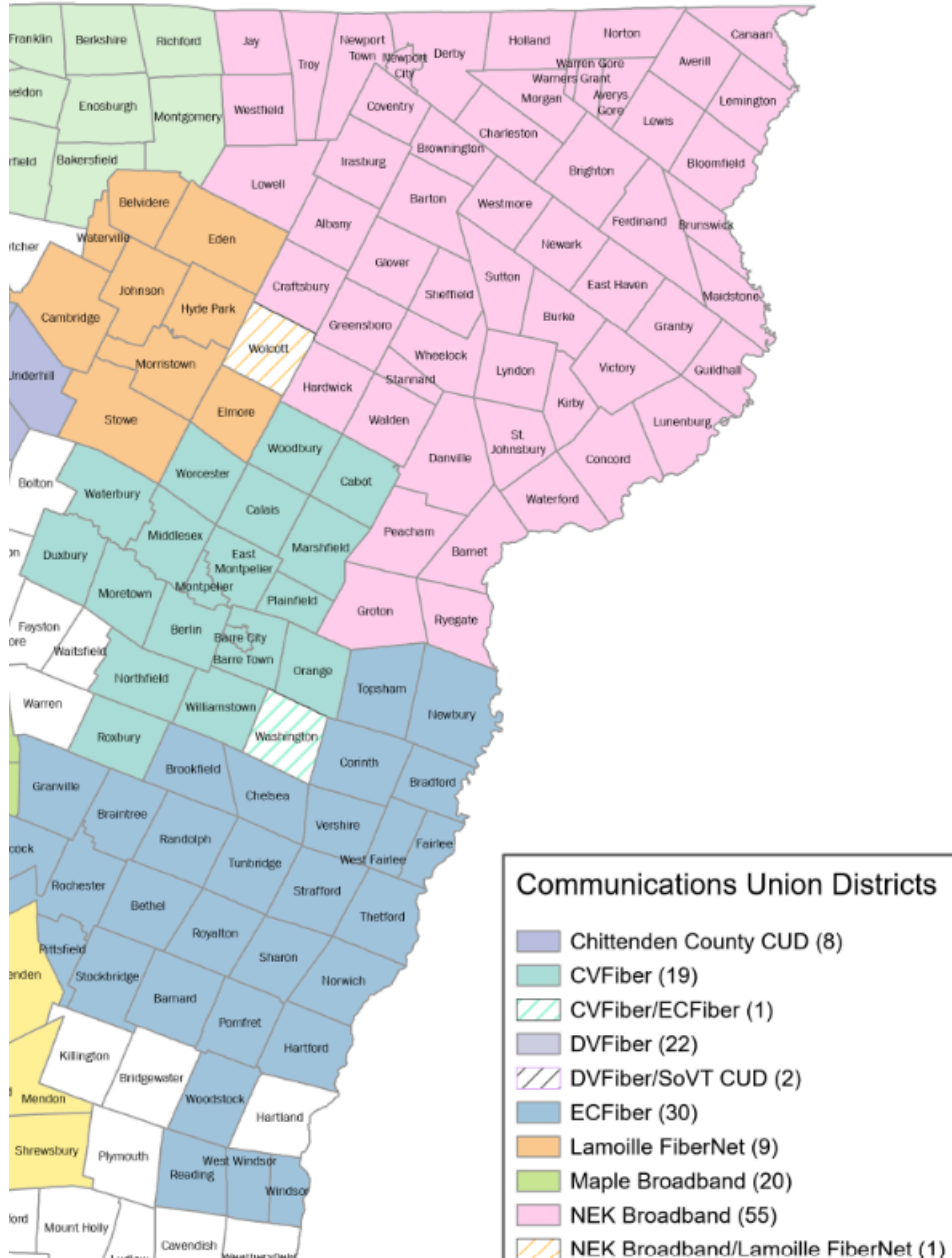 Franklin
Berkshire
Richford
Jay
Troy
Newport
Town
Newport
City
Derby
Holland
Norton
Canaan
Warren Gore
Warners Grant
Averill
Averys
Gore
Morgan
Lewis
Lemington
Enosburgh
Montgomery
Westfield
Coventry
Charleston
Brownington
Bakersfield
Irasburg
Brighton
Bloomfield
Lowell
Barton
Westmore
Belvidere
Albany
Ferdinand
Brunswick
Waterville
Eden
Newark
Glover
Sutton
Craftsbury
Sheffield
East Haven
Johnson
Maidstone
Hyde Park
Cambridge
Greensboro
Burke
Granby
Wolcott
Wheelock
Morristown
Stannard
Lyndon
Victory
Guildhall
Underhill
Hardwick
Kirby
Stowe
Elmore
Walden
Lunenburg
St.
Johnsbury
Woodbury
Danville
Concord
Worcester
Cabot
Bolton
Waterbury
Calais
Waterford
Middlesex
Peacham
Marshfield
Duxbury
East
Montpelier
Barnet
Montpelier
Moretown
Plainfield
Groton
Ryegate
Fayston
ore
Waitsfield
Berlin
Barre City
Barre Town
Orange
Northfield
Topsham
Warren
Williamstown
Newbury
Washington
Roxbury
Corinth
Brookfield
Bradford
Granville
Chelsea
Braintree
Vershire
Randolph
Fairlee
cock
Tunbridge
West Fairlee
Rochester
Strafford
Bethel
Thetford
Royalton
Pittsfield
Sharon
enden
Stockbridge
Norwich
Barnard
Pomfret
Killington
Hartford
Bridgewater
Mendon
Woodstock
Hartland
Shrewsbury
Plymouth
West Windsor
Reading
Windsor
ford
Mount Holly
Cavendish
Communications Union Districts
Chittenden County CUD (8)
CVFiber (19)
CVFiber/ECFiber (1)
DVFiber (22)
DVFiber/SoVT CUD (2)
ECFiber (30)
Lamoille FiberNet (9)
Maple Broadband (20)
NEK Broadband (55)
NEK Broadband/Lamoille FiberNet (1)